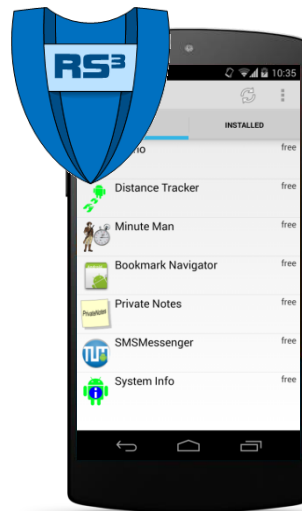 RS³
10:35
INSTALLED
free
Distance Tracker free
Minute Man free
Bookmark Navigator free
PrivateNotes
Private Notes free
SMSMessenger free
TUM
System Info free